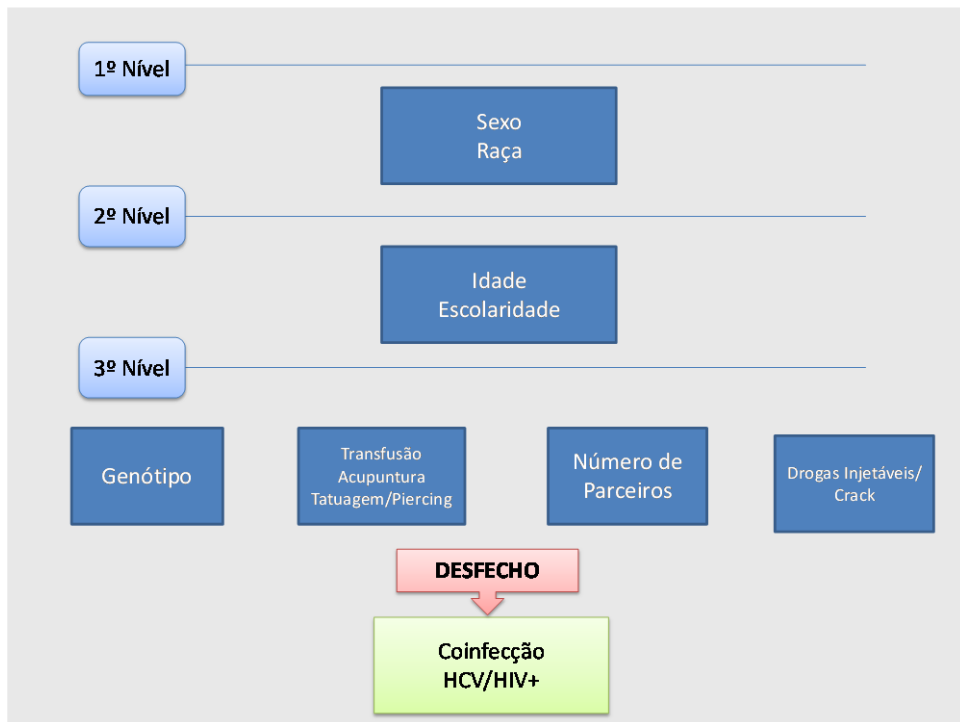 1º Nível
Sexo
Raça
2º Nível
Idade
Escolaridade
3º Nível
Genótipo
Transfusão
Acupuntura
Tatuagem/Piercing
Número de
Parceiros
Drogas Injetáveis/
Crack
DESFECHO
Coinfecção
HCV/HIV+